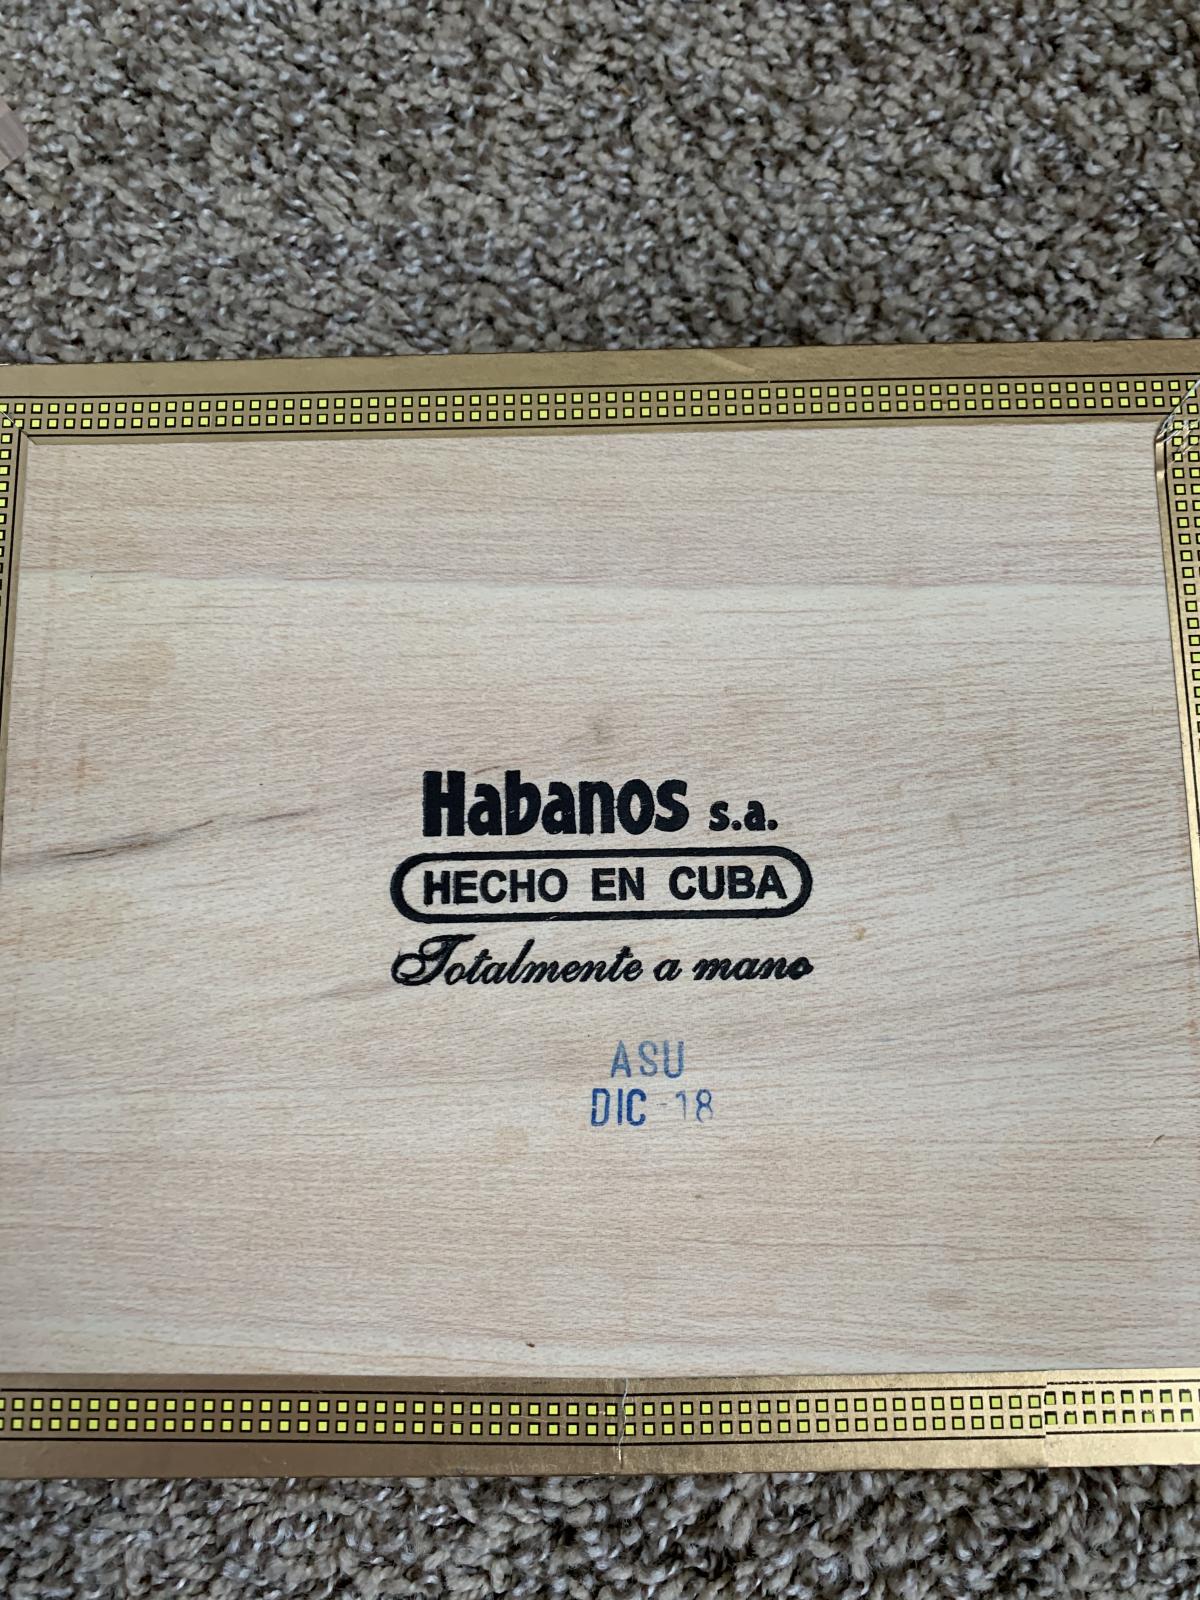 Habanos s.a.
HECHO EN CUBA
Totalmente a mano
ASU
DIC-18